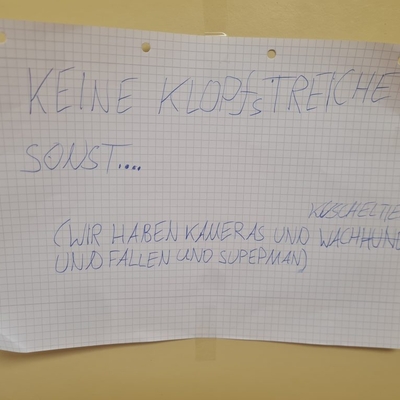 KEINE KLOPfsTREICHE
SONST....
KUSCHELTIE
(WIR HABEN KAMERAS UND WACHHUND
UND FALLEN UND SUPERMAN)